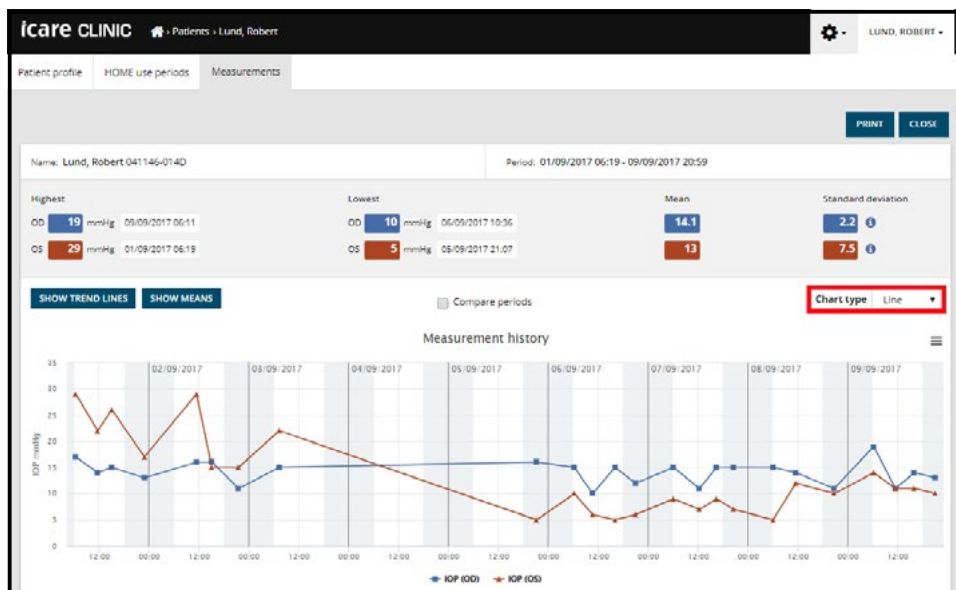 icare CLINIC › Patients › Lund, Robert LUND, ROBERT
Patient profile HOME use periods Measurements
PRINT CLOSE
Name: Lund, Robert 041146-014D Period: 01/09/2017 06:19 - 09/09/2017 20:59
Highest Lowest Mean Standard deviation
OD 19 mmHg 09/09/2017 06:11 OD 10 mmHg 06/09/2017 10:36 14.1 2.2
OS 29 mmHg 01/09/2017 06:19 OS 5 mmHg 05/09/2017 21:07 13 7.5
SHOW TREND LINES SHOW MEANS Compare periods Chart type Line
Measurement history
02/09/2017 03/09/2017 04/09/2017 05/09/2017 06/09/2017 07/09/2017 08/09/2017 09/09/2017
35
30
25
20
15
10
5
0
IOP mmHg
12:00 00:00 12:00 00:00 12:00 00:00 12:00 00:00 12:00 00:00 12:00 00:00 12:00 00:00 12:00 00:00 12:00
IOP (OD) IOP (OS)